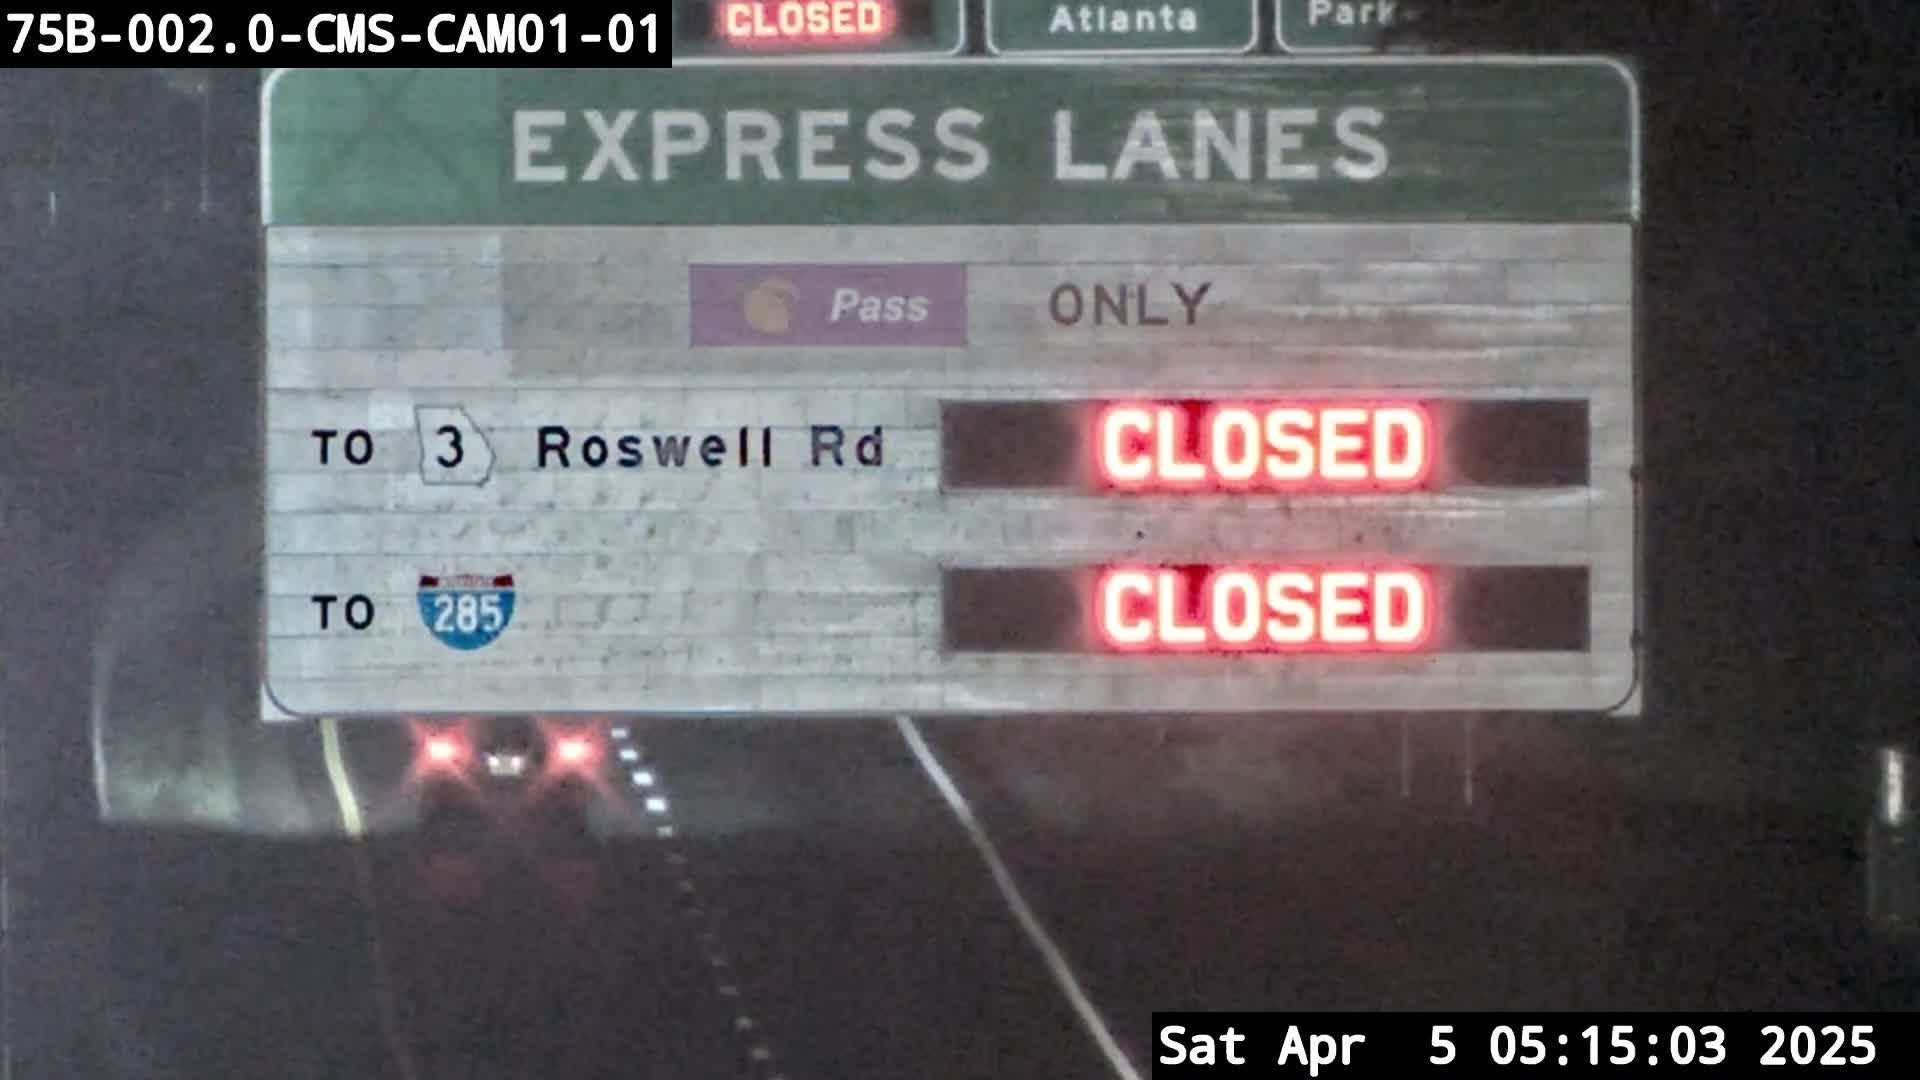 75B-002.0-CMS-CAM01-01
CLOSED
Atlanta
Park
EXPRESS LANES
Pass ONLY
TO 3 Roswell Rd CLOSED
TO 285 CLOSED
Sat Apr 5 05:15:03 2025